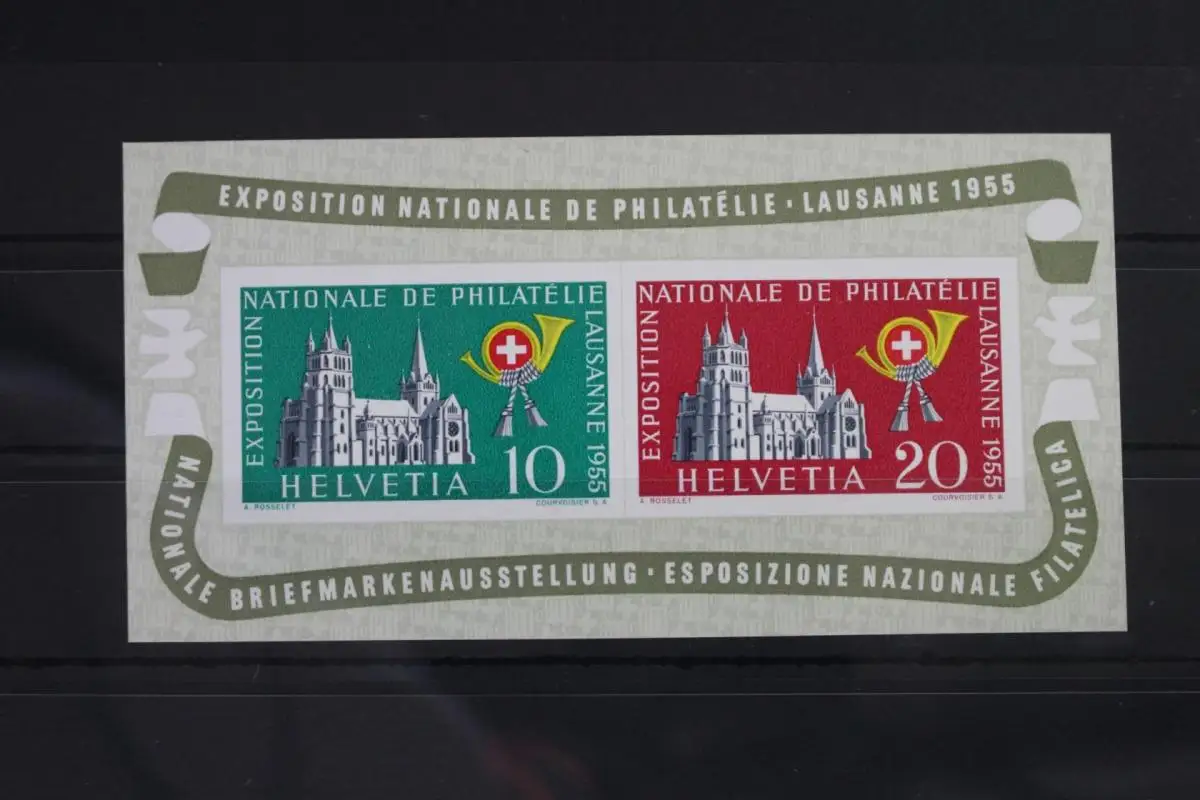 EXPOSITION NATIONALE DE PHILATÉLIE · LAUSANNE 1955
EXPOSITION
NATIONALE DE PHILATÉLIE
LAUSANNE 1955
HELVETIA 10
A. ROSSELET
COURVOISIER S. A.
EXPOSITION
NATIONALE DE PHILATÉLIE
LAUSANNE 1955
HELVETIA 20
A. ROSSELET
COURVOISIER S. A.
NATIONALE BRIEFMARKENAUSSTELLUNG · ESPOSIZIONE NAZIONALE FILATELICA